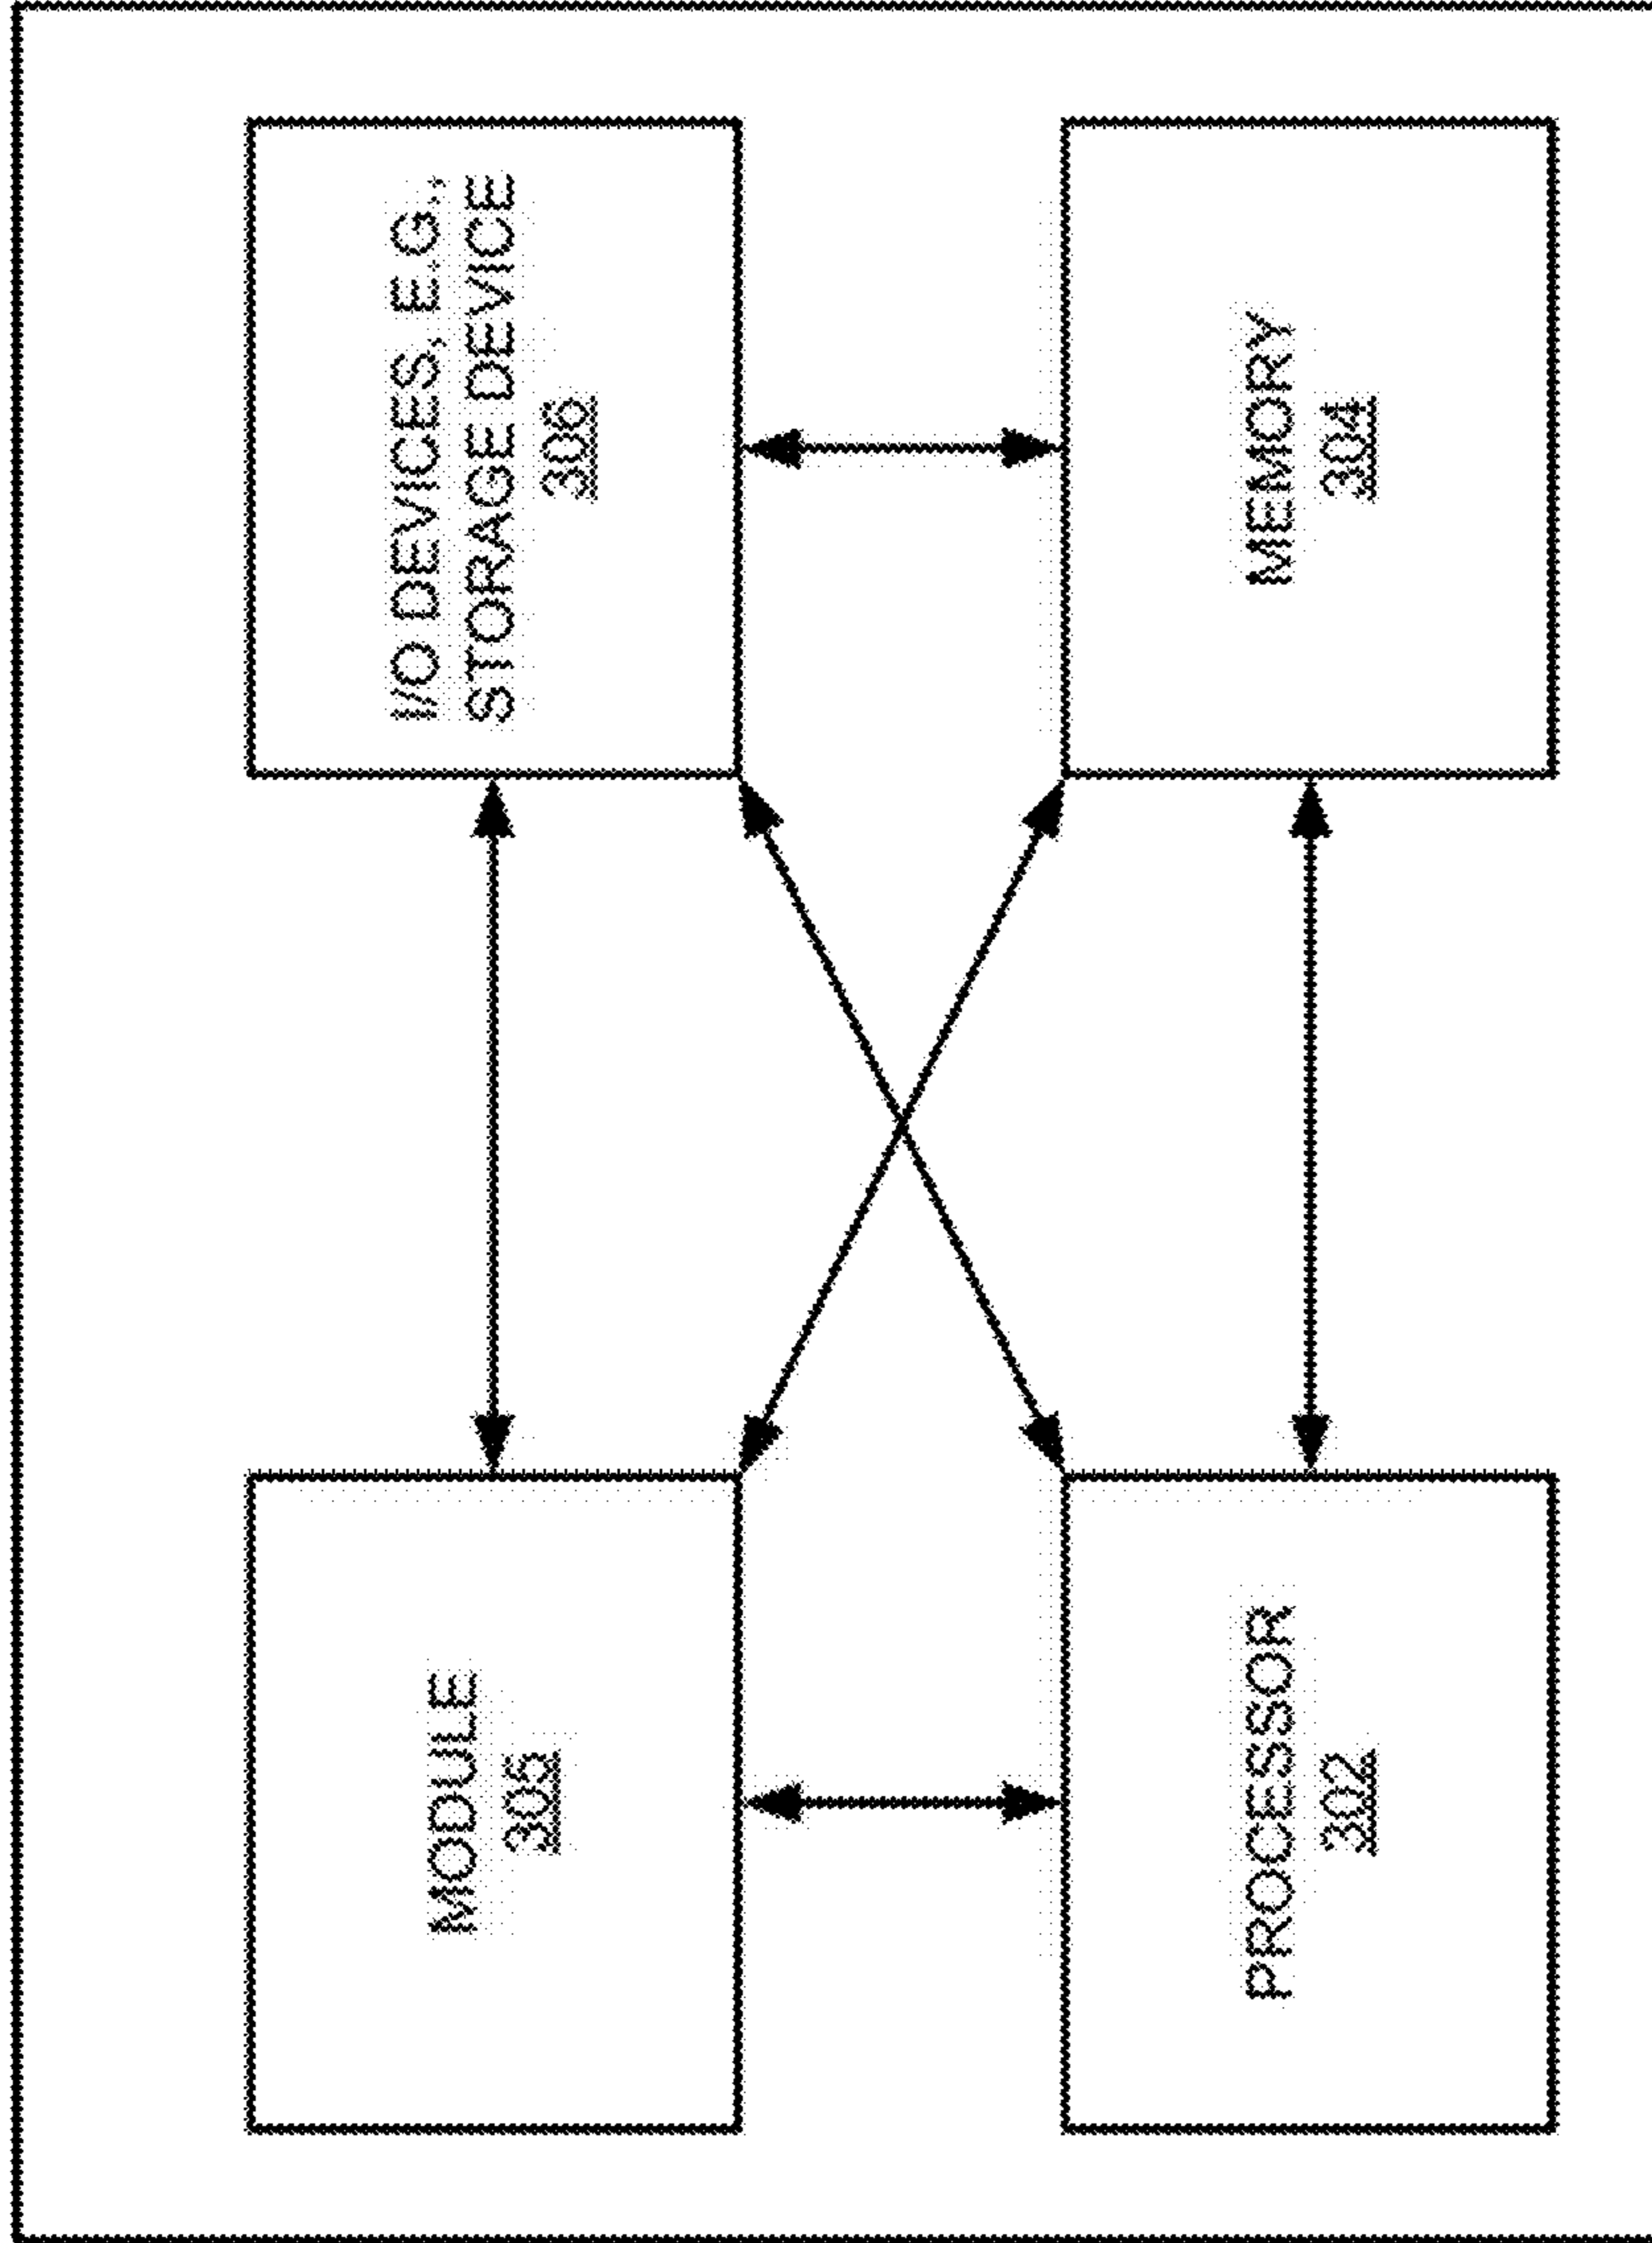 MODULE
305
I/O DEVICES, E.G.,
STORAGE DEVICE
306
PROCESSOR
302
MEMORY
304